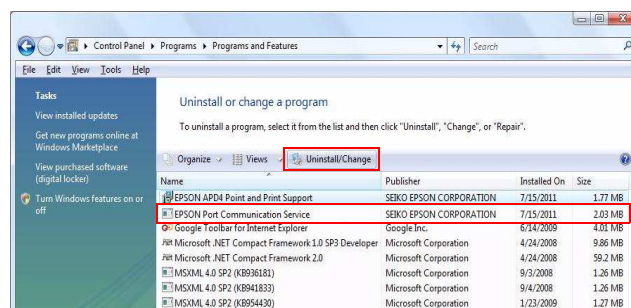 Control Panel ▸ Programs ▸ Programs and Features
Search
File Edit View Tools Help
Tasks
View installed updates
Get new programs online at
Windows Marketplace
View purchased software
(digital locker)
Turn Windows features on or
off
Uninstall or change a program
To uninstall a program, select it from the list and then click "Uninstall", "Change", or "Repair".
Organize Views Uninstall/Change
Name Publisher Installed On Size
EPSON APD4 Point and Print Support SEIKO EPSON CORPORATION 7/15/2011 1.77 MB
EPSON Port Communication Service SEIKO EPSON CORPORATION 7/15/2011 2.03 MB
Google Toolbar for Internet Explorer Google Inc. 6/14/2009 4.01 MB
Microsoft .NET Compact Framework 1.0 SP3 Developer Microsoft Corporation 4/24/2008 9.86 MB
Microsoft .NET Compact Framework 2.0 Microsoft Corporation 4/24/2008 59.2 MB
MSXML 4.0 SP2 (KB936181) Microsoft Corporation 9/3/2008 1.26 MB
MSXML 4.0 SP2 (KB941833) Microsoft Corporation 9/4/2008 1.26 MB
MSXML 4.0 SP2 (KB954430) Microsoft Corporation 1/23/2009 1.27 MB